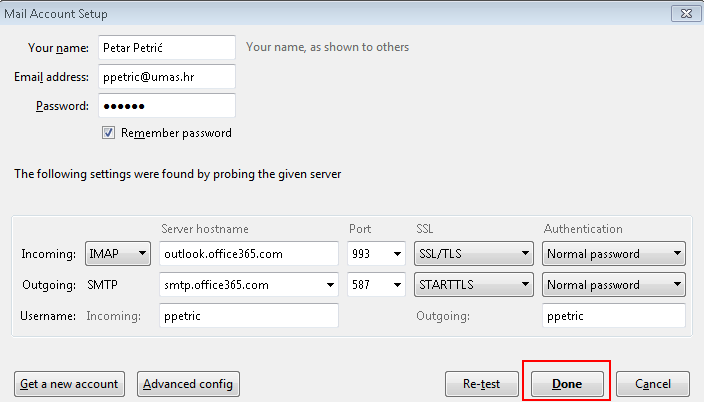 Mail Account Setup
Your name: Petar Petrić Your name, as shown to others
Email address: ppetric@umas.hr
Password: ●●●●●●
Remember password
The following settings were found by probing the given server
Server hostname Port SSL Authentication
Incoming: IMAP outlook.office365.com 993 SSL/TLS Normal password
Outgoing: SMTP smtp.office365.com 587 STARTTLS Normal password
Username: Incoming: ppetric Outgoing: ppetric
Get a new account Advanced config Re-test Done Cancel